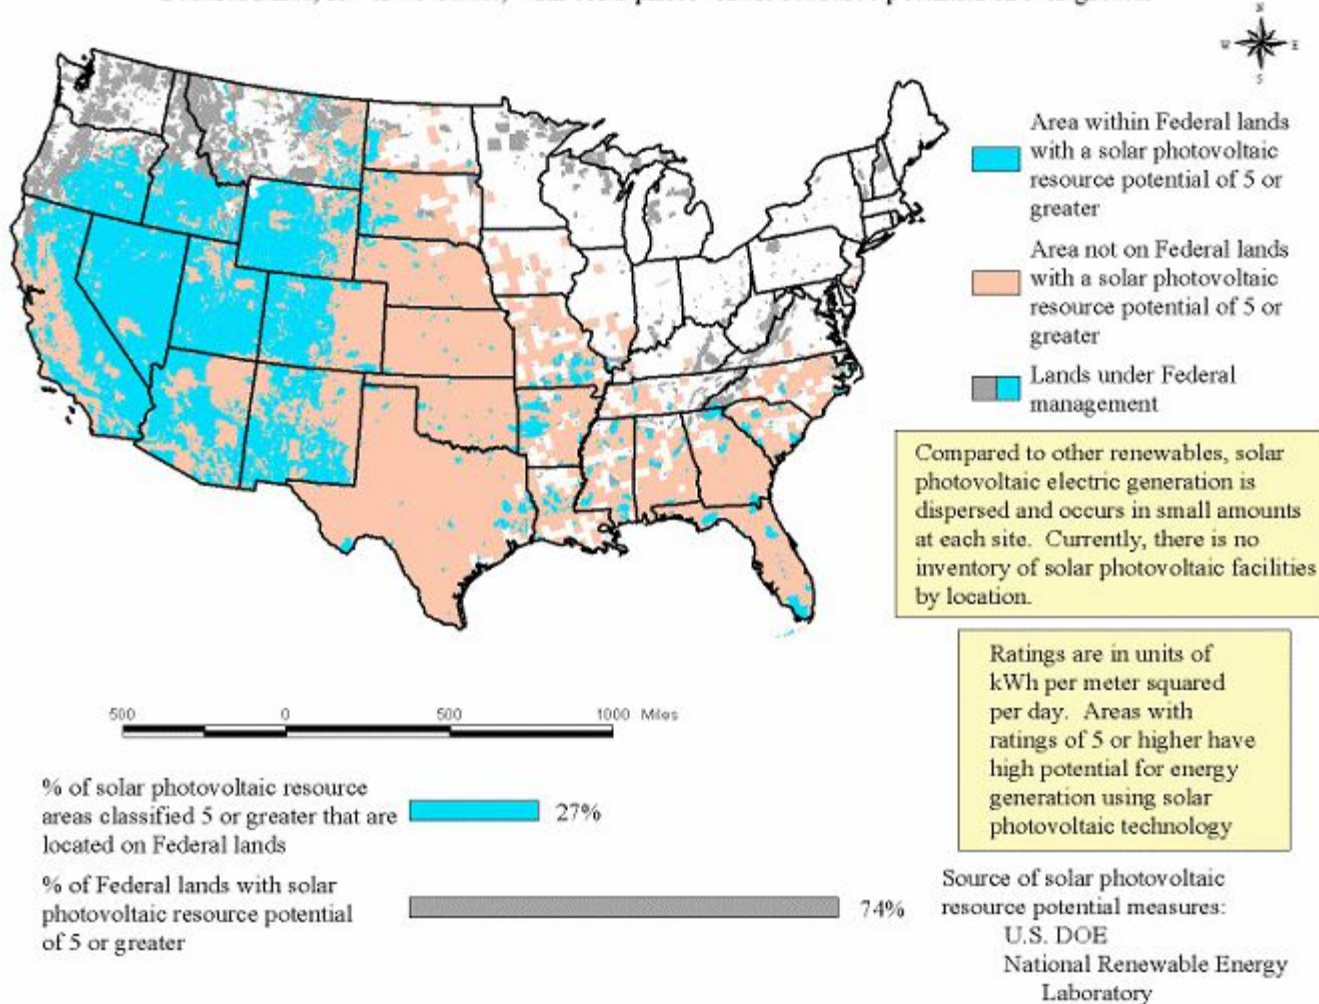 N
W E
S
Area within Federal lands
with a solar photovoltaic
resource potential of 5 or
greater
Area not on Federal lands
with a solar photovoltaic
resource potential of 5 or
greater
Lands under Federal
management
Compared to other renewables, solar
photovoltaic electric generation is
dispersed and occurs in small amounts
at each site. Currently, there is no
inventory of solar photovoltaic facilities
by location.
Ratings are in units of
kWh per meter squared
per day. Areas with
ratings of 5 or higher have
high potential for energy
generation using solar
photovoltaic technology
500 0 500 1000 Miles
% of solar photovoltaic resource
areas classified 5 or greater that are
located on Federal lands
27%
% of Federal lands with solar
photovoltaic resource potential
of 5 or greater
74%
Source of solar photovoltaic
resource potential measures:
U.S. DOE
National Renewable Energy
Laboratory